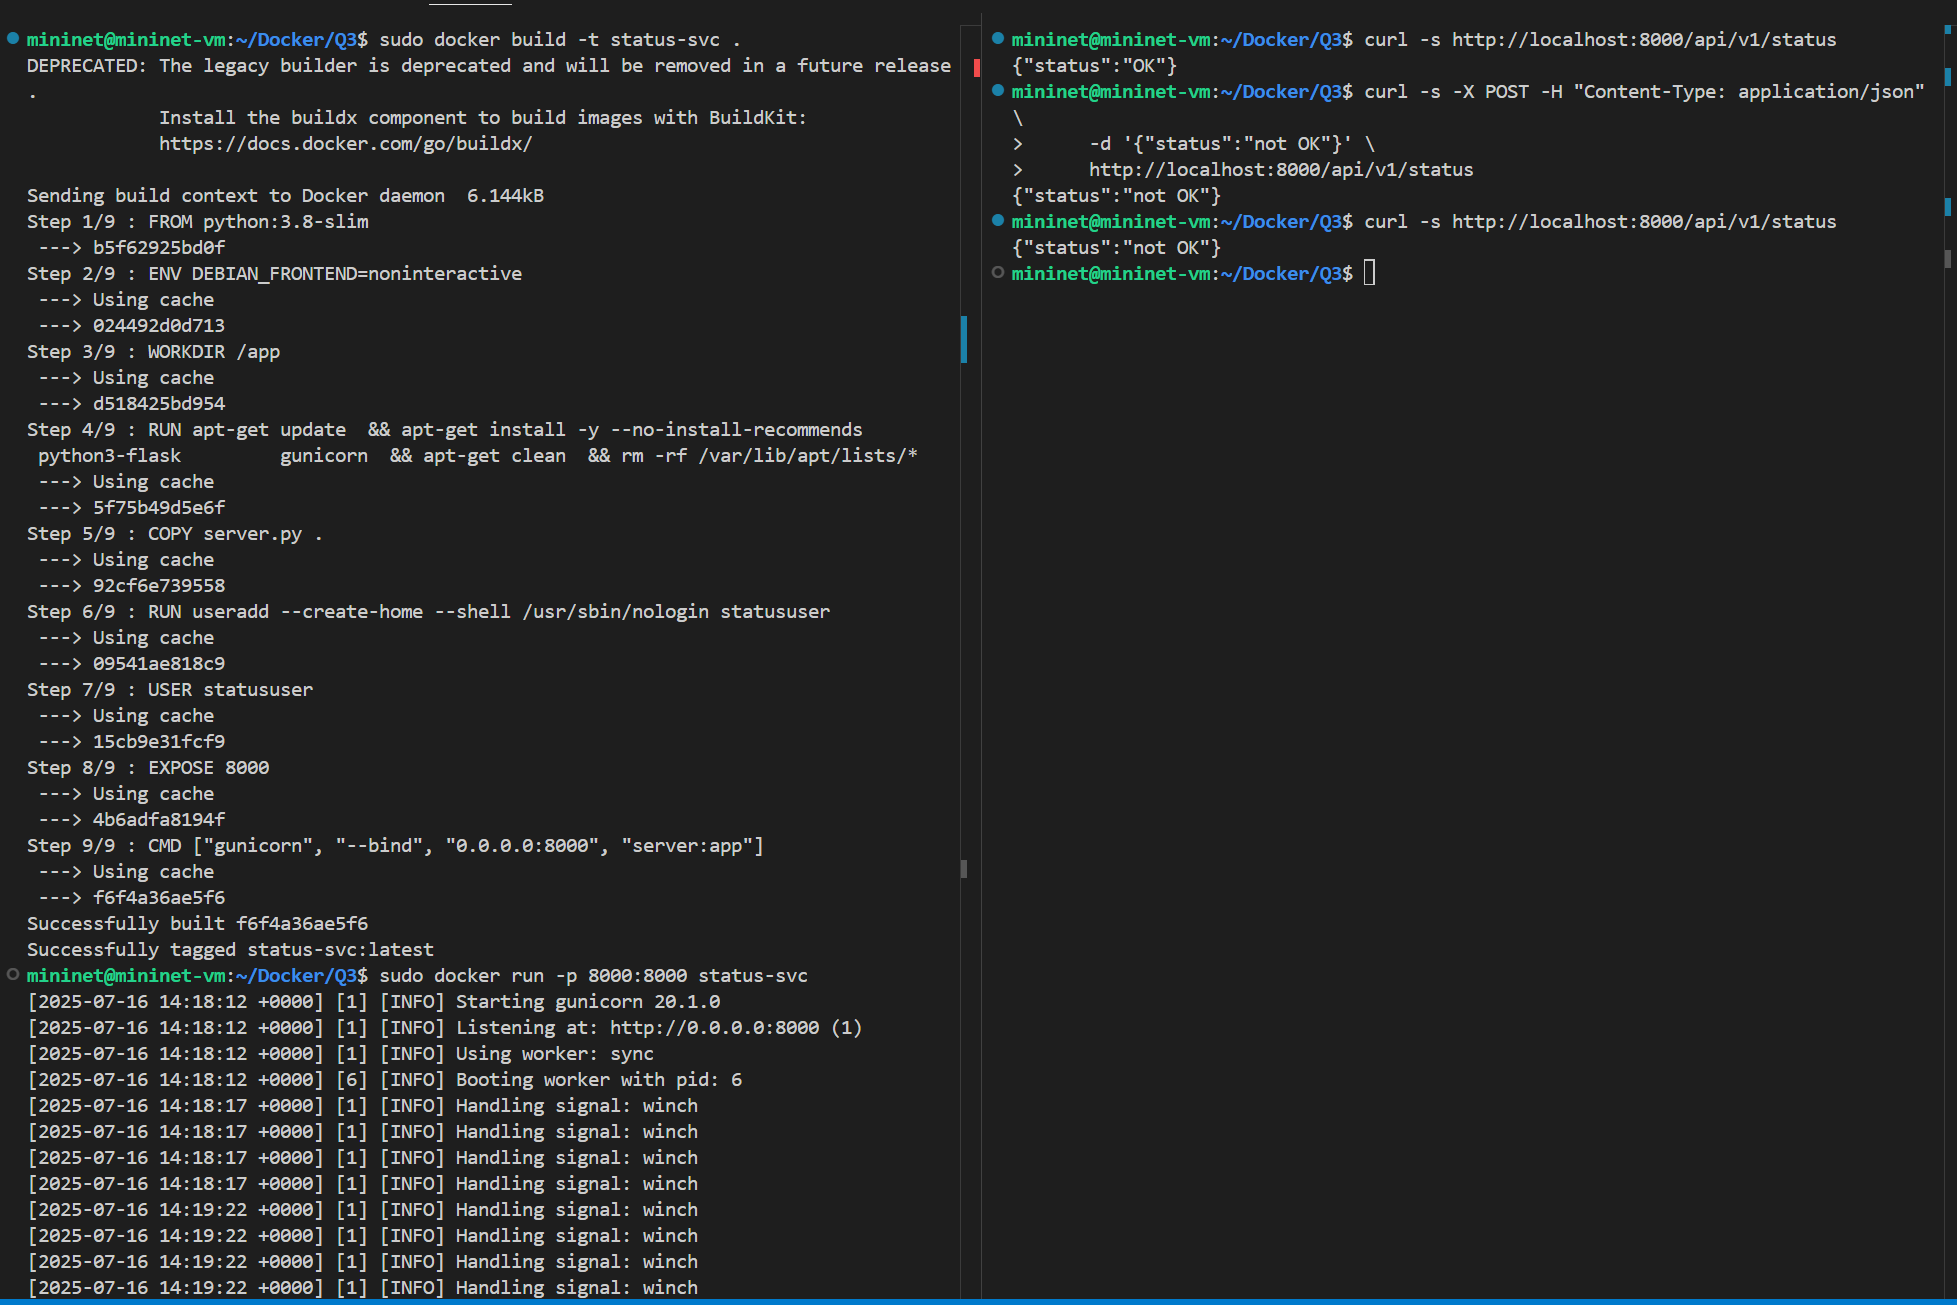 mininet@mininet-vm:~/Docker/Q3$ sudo docker build -t status-svc .
DEPRECATED: The legacy builder is deprecated and will be removed in a future release
.
            Install the buildx component to build images with BuildKit:
            https://docs.docker.com/go/buildx/
Sending build context to Docker daemon  6.144kB
Step 1/9 : FROM python:3.8-slim
 ---> b5f62925bd0f
Step 2/9 : ENV DEBIAN_FRONTEND=noninteractive
 ---> Using cache
 ---> 024492d0d713
Step 3/9 : WORKDIR /app
 ---> Using cache
 ---> d518425bd954
Step 4/9 : RUN apt-get update  && apt-get install -y --no-install-recommends
 python3-flask         gunicorn  && apt-get clean  && rm -rf /var/lib/apt/lists/*
 ---> Using cache
 ---> 5f75b49d5e6f
Step 5/9 : COPY server.py .
 ---> Using cache
 ---> 92cf6e739558
Step 6/9 : RUN useradd --create-home --shell /usr/sbin/nologin statususer
 ---> Using cache
 ---> 09541ae818c9
Step 7/9 : USER statususer
 ---> Using cache
 ---> 15cb9e31fcf9
Step 8/9 : EXPOSE 8000
 ---> Using cache
 ---> 4b6adfa8194f
Step 9/9 : CMD ["gunicorn", "--bind", "0.0.0.0:8000", "server:app"]
 ---> Using cache
 ---> f6f4a36ae5f6
Successfully built f6f4a36ae5f6
Successfully tagged status-svc:latest
mininet@mininet-vm:~/Docker/Q3$ sudo docker run -p 8000:8000 status-svc
[2025-07-16 14:18:12 +0000] [1] [INFO] Starting gunicorn 20.1.0
[2025-07-16 14:18:12 +0000] [1] [INFO] Listening at: http://0.0.0.0:8000 (1)
[2025-07-16 14:18:12 +0000] [1] [INFO] Using worker: sync
[2025-07-16 14:18:12 +0000] [6] [INFO] Booting worker with pid: 6
[2025-07-16 14:18:17 +0000] [1] [INFO] Handling signal: winch
[2025-07-16 14:18:17 +0000] [1] [INFO] Handling signal: winch
[2025-07-16 14:18:17 +0000] [1] [INFO] Handling signal: winch
[2025-07-16 14:18:17 +0000] [1] [INFO] Handling signal: winch
[2025-07-16 14:19:22 +0000] [1] [INFO] Handling signal: winch
[2025-07-16 14:19:22 +0000] [1] [INFO] Handling signal: winch
[2025-07-16 14:19:22 +0000] [1] [INFO] Handling signal: winch
[2025-07-16 14:19:22 +0000] [1] [INFO] Handling signal: winch
mininet@mininet-vm:~/Docker/Q3$ curl -s http://localhost:8000/api/v1/status
{"status":"OK"}
mininet@mininet-vm:~/Docker/Q3$ curl -s -X POST -H "Content-Type: application/json"
\
>      -d '{"status":"not OK"}' \
>      http://localhost:8000/api/v1/status
{"status":"not OK"}
mininet@mininet-vm:~/Docker/Q3$ curl -s http://localhost:8000/api/v1/status
{"status":"not OK"}
mininet@mininet-vm:~/Docker/Q3$